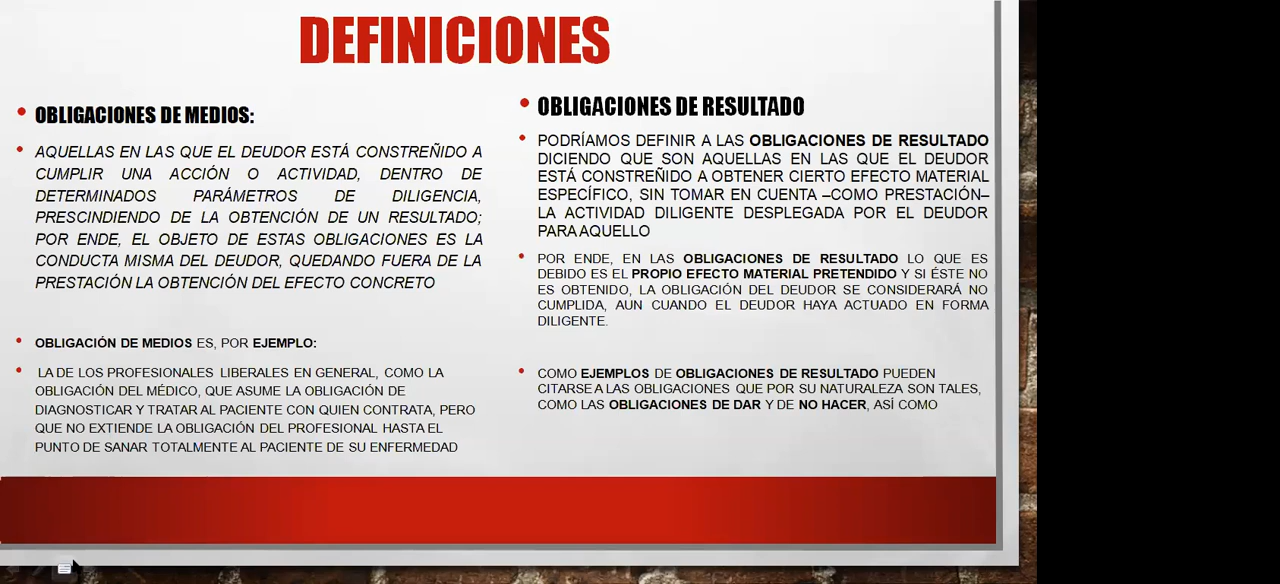 DEFINICIONES
• OBLIGACIONES DE MEDIOS:
• AQUELLAS EN LAS QUE EL DEUDOR ESTÁ CONSTREÑIDO A
CUMPLIR UNA ACCIÓN O ACTIVIDAD, DENTRO DE
DETERMINADOS PARÁMETROS DE DILIGENCIA,
PRESCINDIENDO DE LA OBTENCIÓN DE UN RESULTADO;
POR ENDE, EL OBJETO DE ESTAS OBLIGACIONES ES LA
CONDUCTA MISMA DEL DEUDOR, QUEDANDO FUERA DE LA
PRESTACIÓN LA OBTENCIÓN DEL EFECTO CONCRETO
• OBLIGACIÓN DE MEDIOS ES, POR EJEMPLO:
• LA DE LOS PROFESIONALES LIBERALES EN GENERAL, COMO LA
OBLIGACIÓN DEL MÉDICO, QUE ASUME LA OBLIGACIÓN DE
DIAGNOSTICAR Y TRATAR AL PACIENTE CON QUIEN CONTRATA, PERO
QUE NO EXTIENDE LA OBLIGACIÓN DEL PROFESIONAL HASTA EL
PUNTO DE SANAR TOTALMENTE AL PACIENTE DE SU ENFERMEDAD
• OBLIGACIONES DE RESULTADO
• PODRÍAMOS DEFINIR A LAS OBLIGACIONES DE RESULTADO
DICIENDO QUE SON AQUELLAS EN LAS QUE EL DEUDOR
ESTÁ CONSTREÑIDO A OBTENER CIERTO EFECTO MATERIAL
ESPECÍFICO, SIN TOMAR EN CUENTA –COMO PRESTACIÓN–
LA ACTIVIDAD DILIGENTE DESPLEGADA POR EL DEUDOR
PARA AQUELLO
• POR ENDE, EN LAS OBLIGACIONES DE RESULTADO LO QUE ES
DEBIDO ES EL PROPIO EFECTO MATERIAL PRETENDIDO Y SI ÉSTE NO
ES OBTENIDO, LA OBLIGACIÓN DEL DEUDOR SE CONSIDERARÁ NO
CUMPLIDA, AUN CUANDO EL DEUDOR HAYA ACTUADO EN FORMA
DILIGENTE.
• COMO EJEMPLOS DE OBLIGACIONES DE RESULTADO PUEDEN
CITARSE A LAS OBLIGACIONES QUE POR SU NATURALEZA SON TALES,
COMO LAS OBLIGACIONES DE DAR Y DE NO HACER, ASÍ COMO